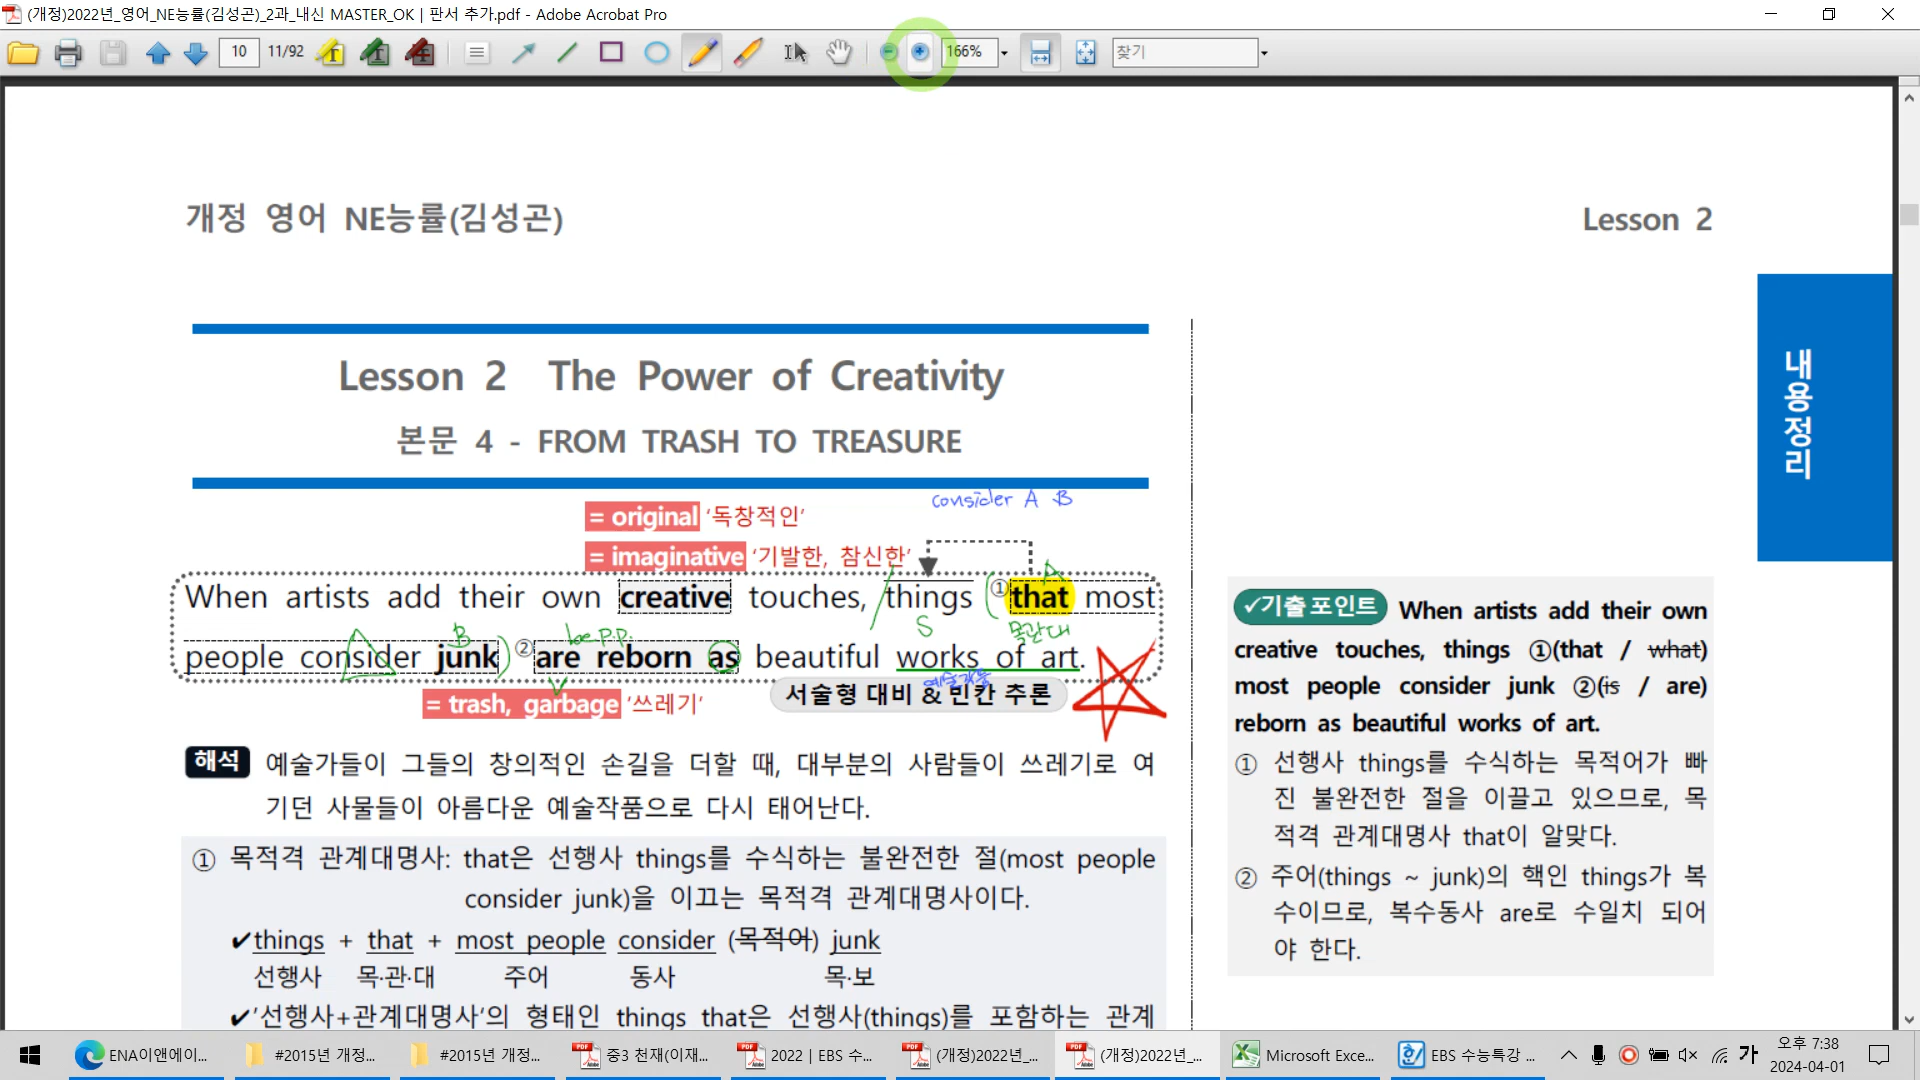 (개정)2022년_영어_NE능률(김성곤)_2과_내신 MASTER_OK | 판서 추가.pdf - Adobe Acrobat Pro
10 11/92 166% 찾기
개정 영어 NE능률(김성곤)
Lesson 2
내용정리
Lesson 2 The Power of Creativity
본문 4 - FROM TRASH TO TREASURE
consider A B
= original '독창적인'
= imaginative '기발한, 참신한'
A
When artists add their own creative touches, things ①that most
B be p.p. S 목관대
people consider junk ②are reborn as beautiful works of art.
V 예술작품
= trash, garbage '쓰레기'
서술형 대비 & 빈칸 추론
해석 예술가들이 그들의 창의적인 손길을 더할 때, 대부분의 사람들이 쓰레기로 여
기던 사물들이 아름다운 예술작품으로 다시 태어난다.
① 목적격 관계대명사: that은 선행사 things를 수식하는 불완전한 절(most people
consider junk)을 이끄는 목적격 관계대명사이다.
✔things + that + most people consider (목적어) junk
선행사 목·관·대 주어 동사 목·보
✔'선행사+관계대명사'의 형태인 things that은 선행사(things)를 포함하는 관계
✓기출포인트 When artists add their own
creative touches, things ①(that / what)
most people consider junk ②(is / are)
reborn as beautiful works of art.
① 선행사 things를 수식하는 목적어가 빠
진 불완전한 절을 이끌고 있으므로, 목
적격 관계대명사 that이 알맞다.
② 주어(things ~ junk)의 핵인 things가 복
수이므로, 복수동사 are로 수일치 되어
야 한다.
ENA이앤에이... #2015년 개정... #2015년 개정... 중3 천재(이재... 2022 | EBS 수... (개정)2022년_... (개정)2022년_... Microsoft Exce... EBS 수능특강 ... 가 오후 7:38
2024-04-01